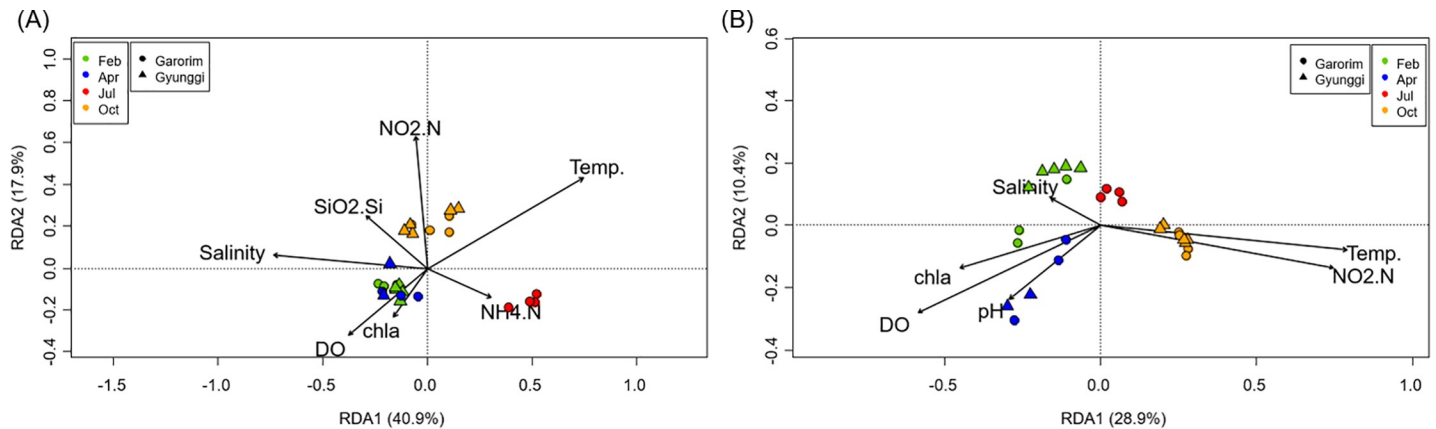 (A)
Feb
Apr
Jul
Oct
Garorim
Gyunggi
NO2.N
Temp.
SiO2.Si
Salinity
NH4.N
chla
DO
RDA2 (17.9%)
1.0
0.8
0.6
0.4
0.2
0.0
-0.2
-0.4
-1.5
-1.0
-0.5
0.0
0.5
1.0
RDA1 (40.9%)
(B)
Garorim
Gyunggi
Feb
Apr
Jul
Oct
Salinity
Temp.
NO2.N
chla
pH
DO
RDA2 (10.4%)
0.6
0.4
0.2
0.0
-0.2
-0.4
-0.5
0.0
0.5
1.0
RDA1 (28.9%)